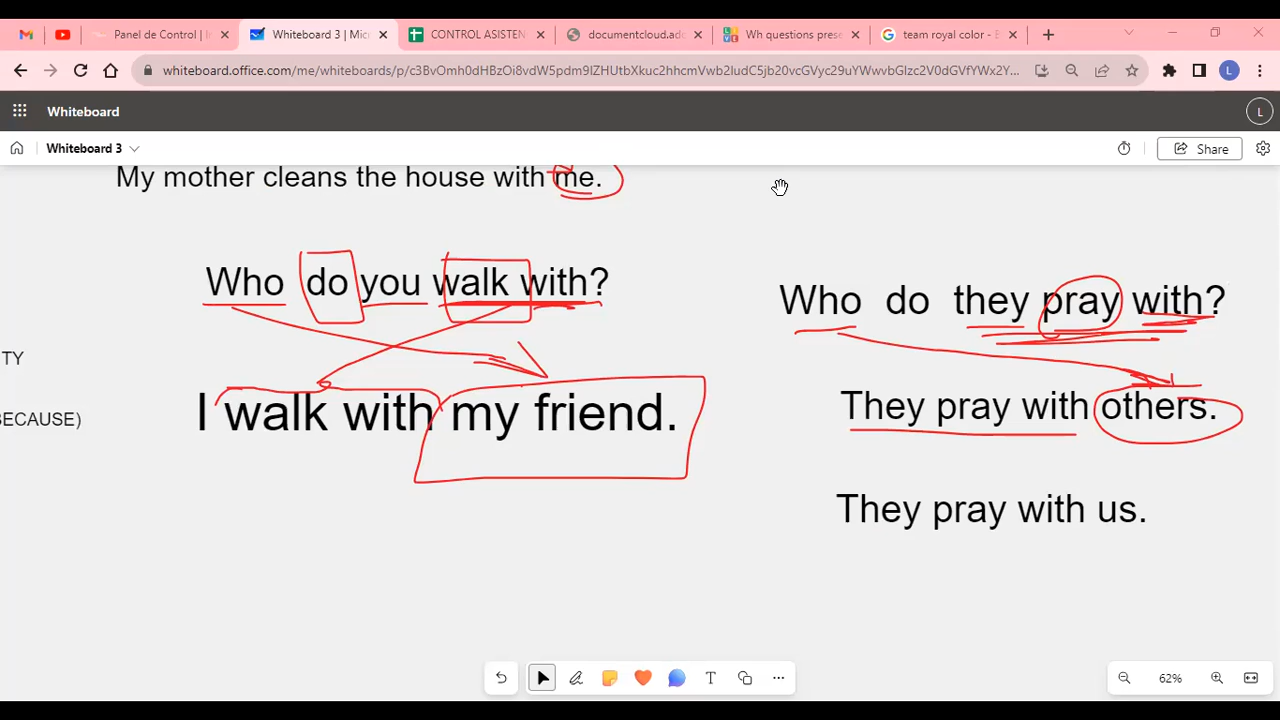 Panel de Control | I
Whiteboard 3 | Micr
CONTROL ASISTEN
documentcloud.ado
Wh questions prese
team royal color - B
whiteboard.office.com/me/whiteboards/p/
Whiteboard
L
Whiteboard 3
Share
My mother cleans the house with me.
Who do you walk with?
Who do they pray with?
TY
ECAUSE)
I walk with my friend.
They pray with others.
They pray with us.
62%